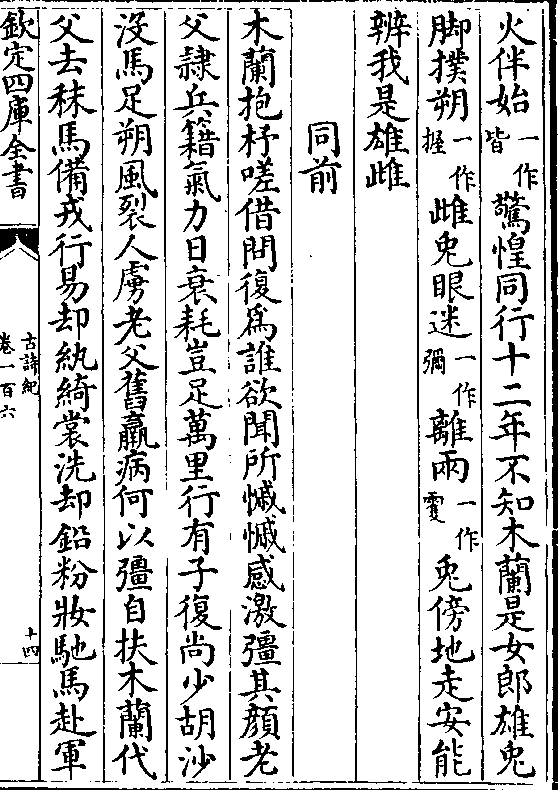 火伴始一作皆驚惶同行十二年不知木蘭是女郎雄兔
脚撲朔一作握雌兔眼迷一作彌離兩一作䨇兔傍地走安能
辨我是雄雌
同前
木蘭抱杼嗟借問復爲誰欲聞所慽慽感激彊其顔老
父隷兵籍氣力日衰耗豈足萬里行有子復尚少胡沙
沒馬足朔風裂人膚老父舊羸病何以彊自扶木蘭代
父去秣馬備戎行易却紈綺裳洗却鉛粉妝馳馬赴軍
欽定四庫全書
古詩紀
卷一百六
十四